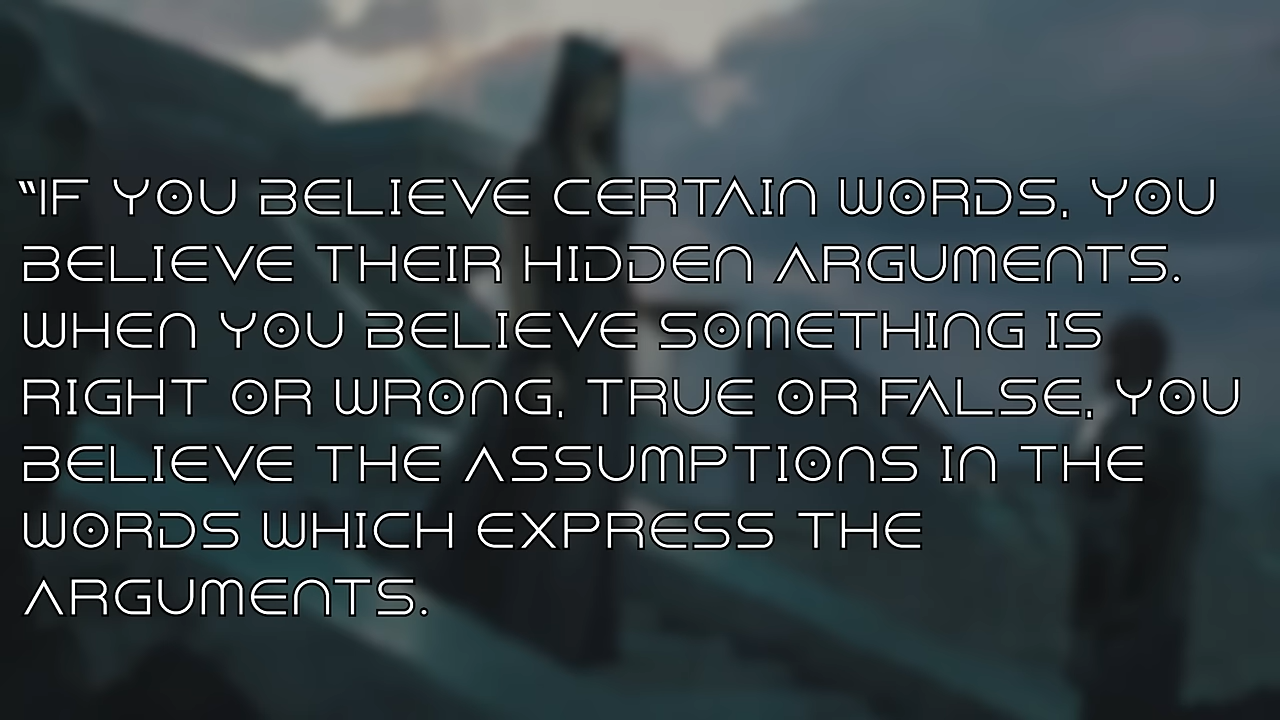 “IF YOU BELIEVE CERTAIN WORDS, YOU
BELIEVE THEIR HIDDEN ARGUMENTS.
WHEN YOU BELIEVE SOMETHING IS
RIGHT OR WRONG, TRUE OR FALSE, YOU
BELIEVE THE ASSUMPTIONS IN THE
WORDS WHICH EXPRESS THE
ARGUMENTS.